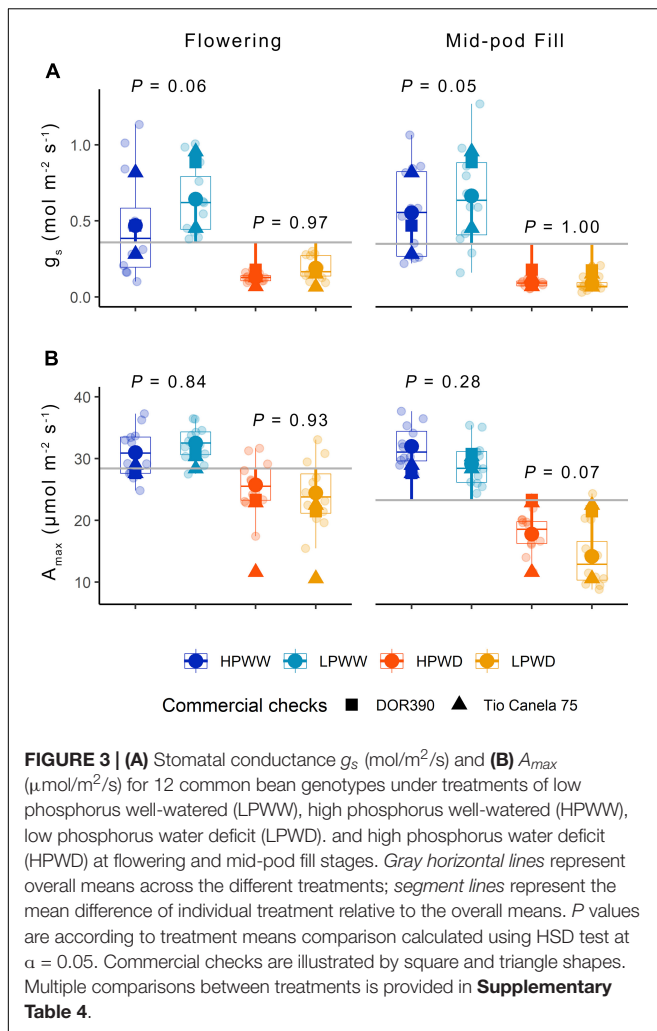 Flowering Mid-pod Fill
A
P = 0.06 P = 0.05
1.0
P = 0.97 P = 1.00
0.5
0.0
gs (mol m-2 s-1)
B
P = 0.84 P = 0.28
40
P = 0.93 P = 0.07
30
20
10
Amax (µmol m-2 s-1)
HPWW LPWW HPWD LPWD
Commercial checks DOR390 Tio Canela 75
FIGURE 3 | (A) Stomatal conductance gs (mol/m2/s) and (B) Amax
(µmol/m2/s) for 12 common bean genotypes under treatments of low
phosphorus well-watered (LPWW), high phosphorus well-watered (HPWW),
low phosphorus water deficit (LPWD). and high phosphorus water deficit
(HPWD) at flowering and mid-pod fill stages. Gray horizontal lines represent
overall means across the different treatments; segment lines represent the
mean difference of individual treatment relative to the overall means. P values
are according to treatment means comparison calculated using HSD test at
α = 0.05. Commercial checks are illustrated by square and triangle shapes.
Multiple comparisons between treatments is provided in Supplementary
Table 4.